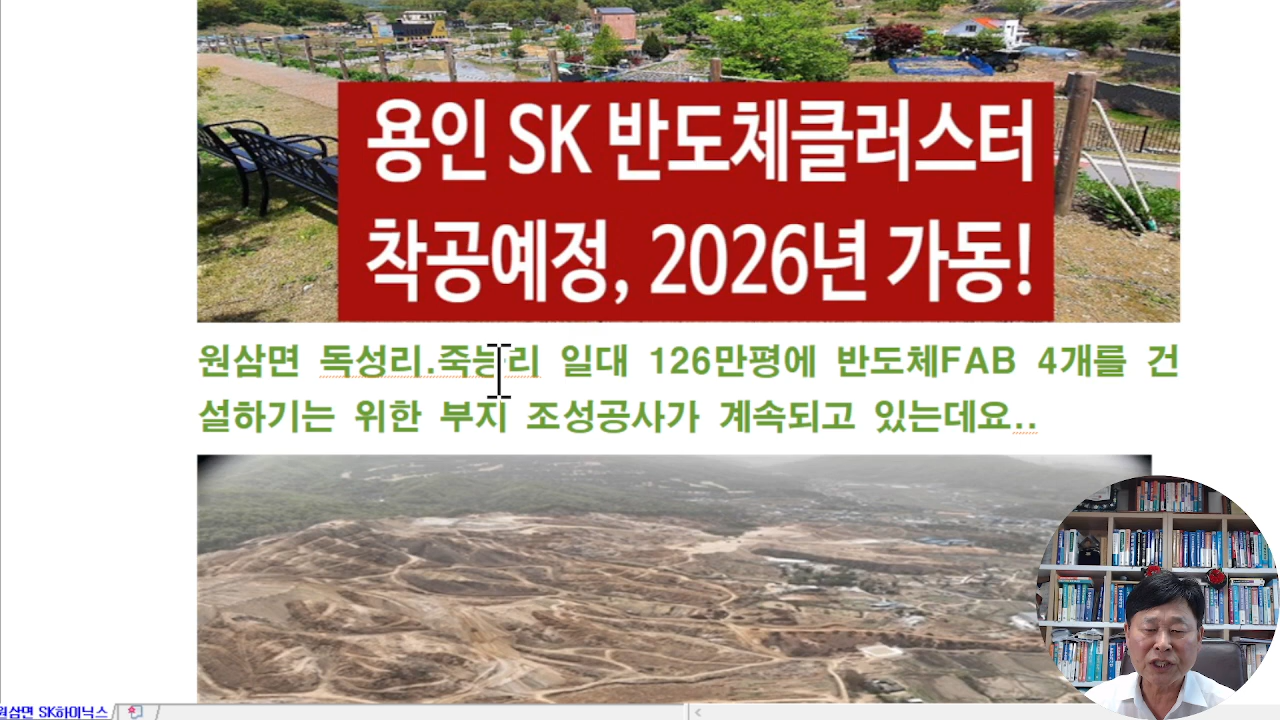 용인 SK 반도체클러스터
착공예정, 2026년 가동!
원삼면 독성리.죽능리 일대 126만평에 반도체FAB 4개를 건
설하기는 위한 부지 조성공사가 계속되고 있는데요..
원삼면 SK하이닉스